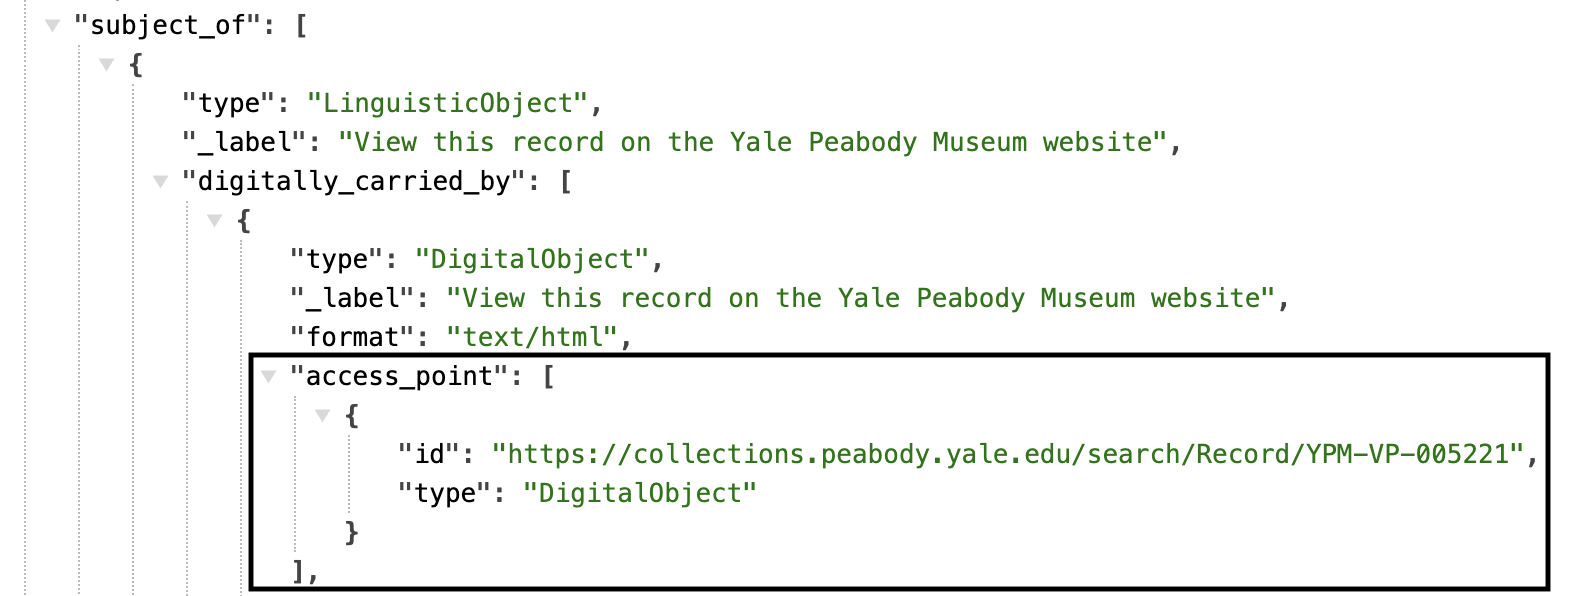 "subject_of": [
{
"type": "LinguisticObject",
"_label": "View this record on the Yale Peabody Museum website",
"digitally_carried_by": [
{
"type": "DigitalObject",
"_label": "View this record on the Yale Peabody Museum website",
"format": "text/html",
"access_point": [
{
"id": "https://collections.peabody.yale.edu/search/Record/YPM-VP-005221",
"type": "DigitalObject"
}
],